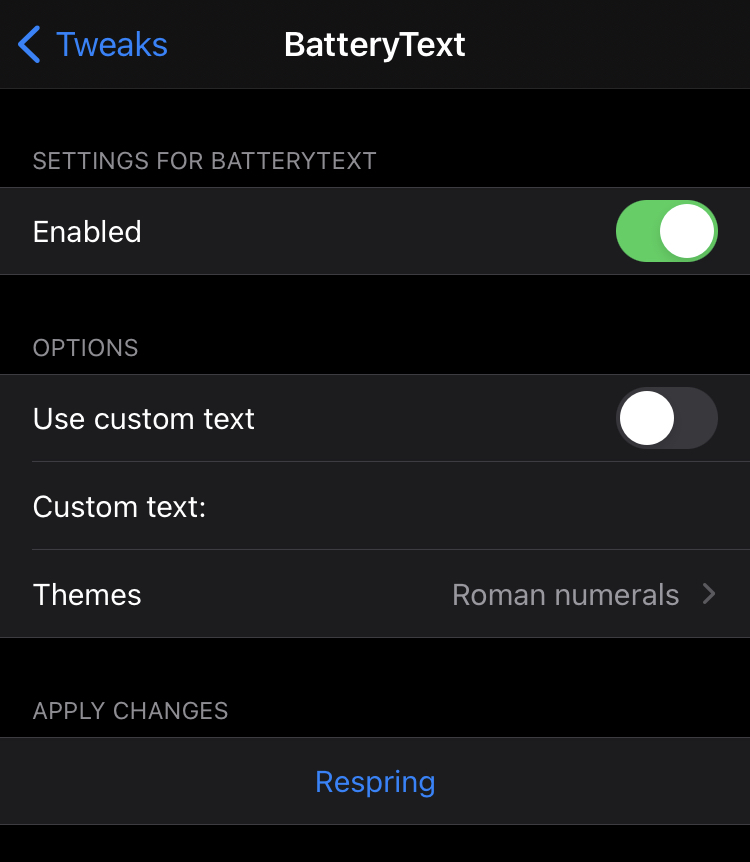 Tweaks BatteryText
SETTINGS FOR BATTERYTEXT
Enabled
OPTIONS
Use custom text
Custom text:
Themes Roman numerals
APPLY CHANGES
Respring